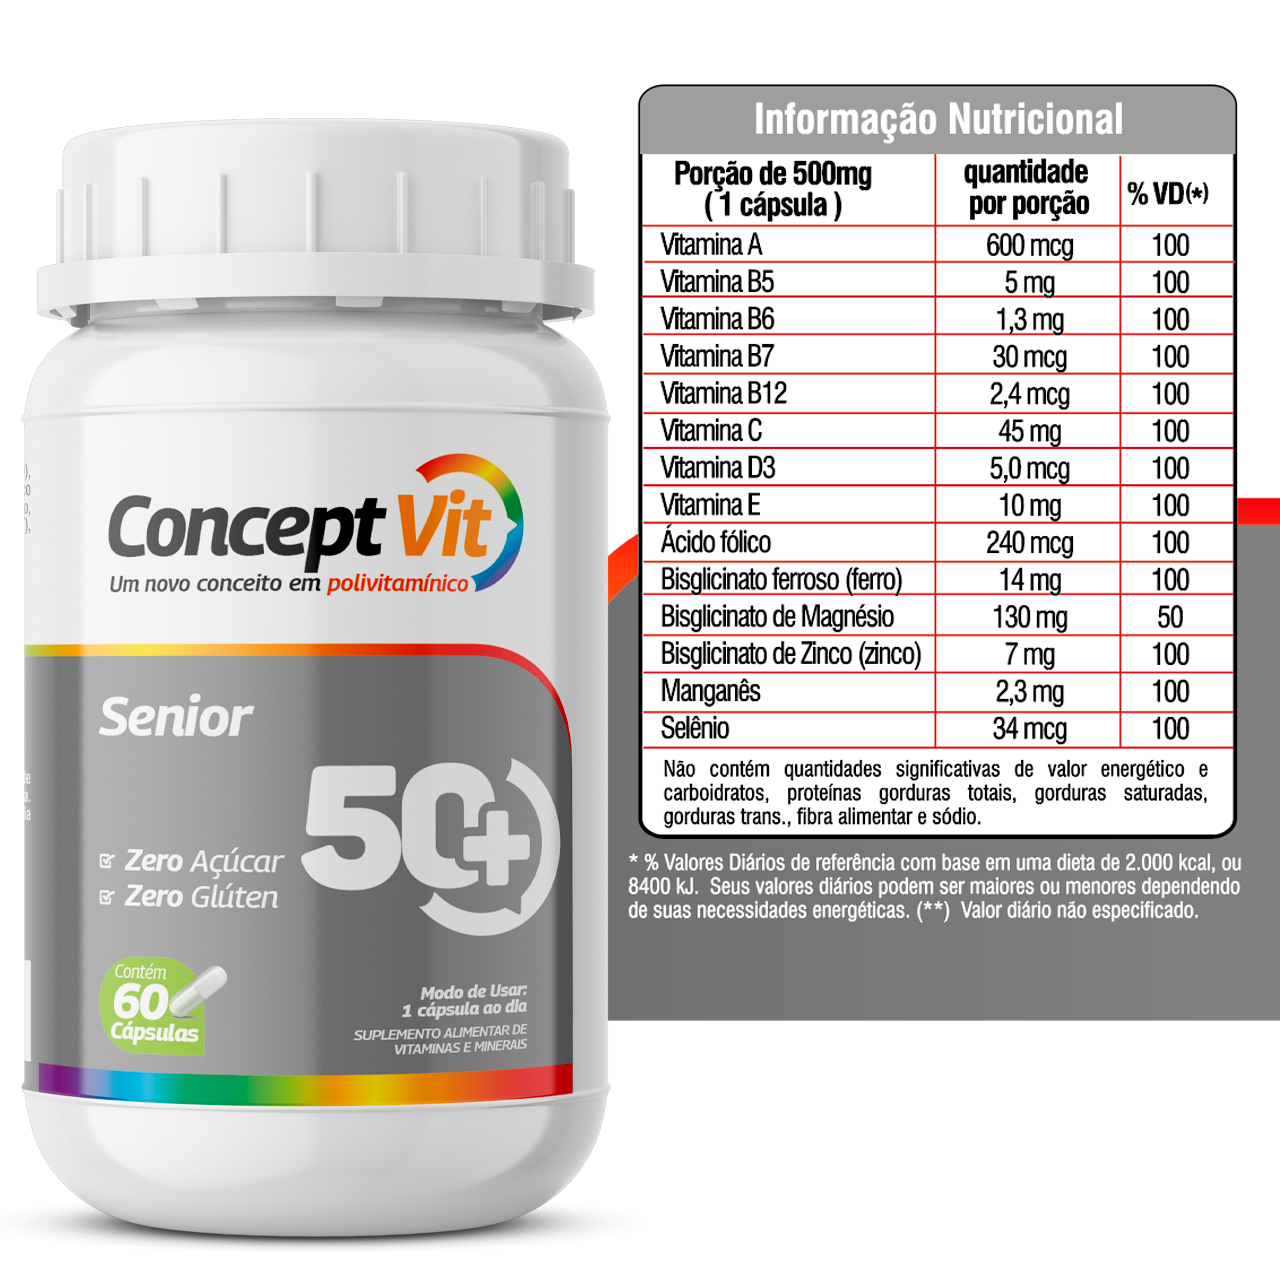 Concept Vit
Um novo conceito em polivitamínico
Senior
50+
Zero Açúcar
Zero Glúten
Contém
60
Cápsulas
Modo de Usar:
1 cápsula ao dia
SUPLEMENTO ALIMENTAR DE
VITAMINAS E MINERAIS
Informação Nutricional
Porção de 500mg
( 1 cápsula )
quantidade
por porção
% VD(*)
Vitamina A 600 mcg 100
Vitamina B5 5 mg 100
Vitamina B6 1,3 mg 100
Vitamina B7 30 mcg 100
Vitamina B12 2,4 mcg 100
Vitamina C 45 mg 100
Vitamina D3 5,0 mcg 100
Vitamina E 10 mg 100
Ácido fólico 240 mcg 100
Bisglicinato ferroso (ferro) 14 mg 100
Bisglicinato de Magnésio 130 mg 50
Bisglicinato de Zinco (zinco) 7 mg 100
Manganês 2,3 mg 100
Selênio 34 mcg 100
Não contém quantidades significativas de valor energético e
carboidratos, proteínas gorduras totais, gorduras saturadas,
gorduras trans., fibra alimentar e sódio.
* % Valores Diários de referência com base em uma dieta de 2.000 kcal, ou
8400 kJ. Seus valores diários podem ser maiores ou menores dependendo
de suas necessidades energéticas. (**) Valor diário não especificado.